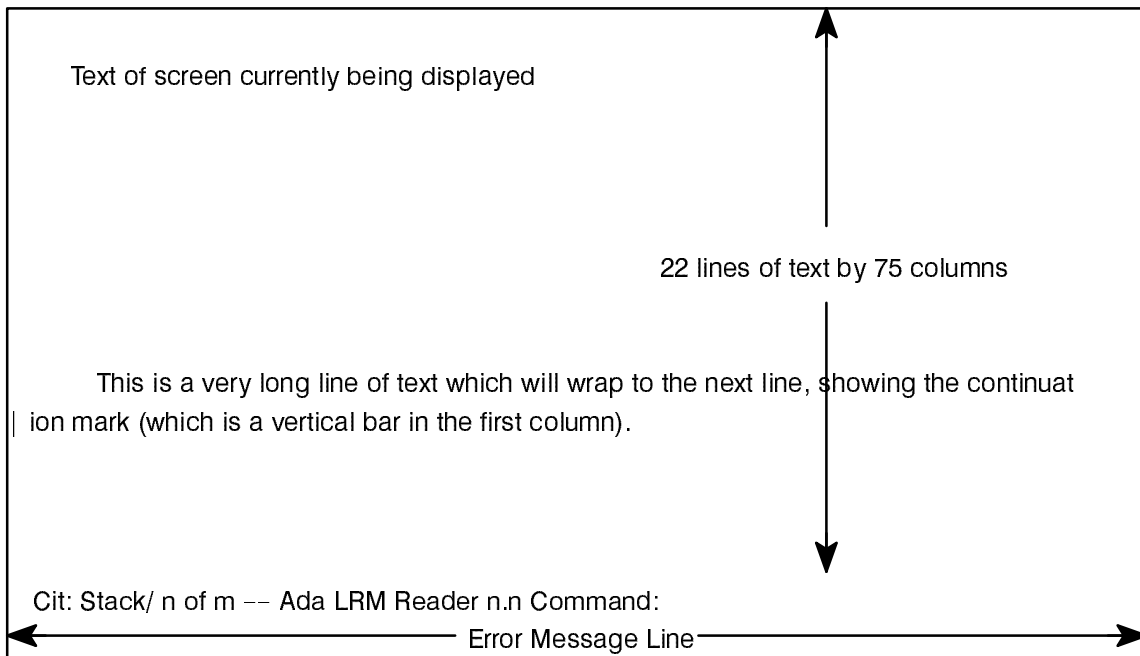 Text of screen currently being displayed
22 lines of text by 75 columns
This is a very long line of text which will wrap to the next line, showing the continuat
| ion mark (which is a vertical bar in the first column).
Cit: Stack/ n of m -- Ada LRM Reader n.n Command:
Error Message Line